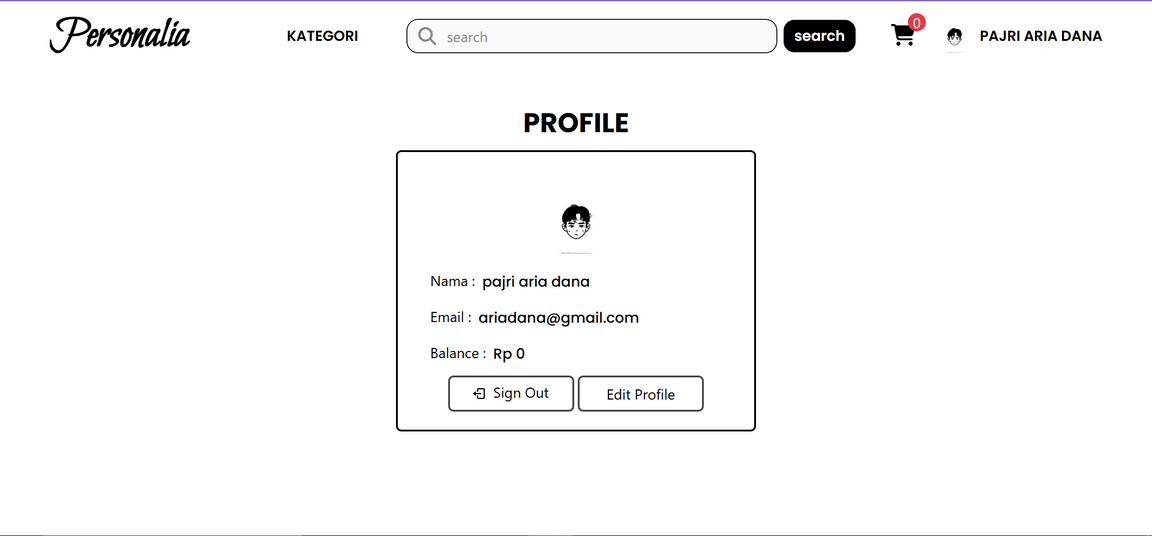 Personalia KATEGORI search search 0 PAJRI ARIA DANA
PROFILE
Nama : pajri aria dana
Email : ariadana@gmail.com
Balance : Rp 0
Sign Out Edit Profile